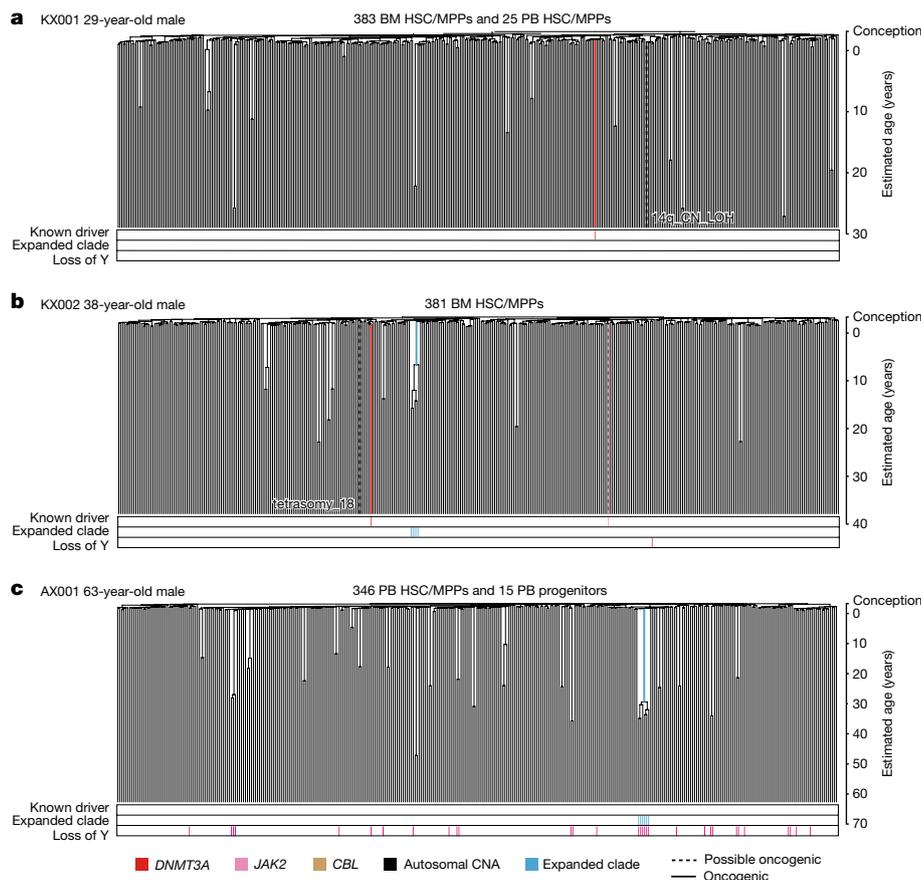 a KX001 29-year-old male 383 BM HSC/MPPs and 25 PB HSC/MPPs
Conception
0
10
20
30
Estimated age (years)
14q_CN_LOH
Known driver
Expanded clade
Loss of Y
b KX002 38-year-old male 381 BM HSC/MPPs
Conception
0
10
20
30
40
Estimated age (years)
tetrasomy_18
Known driver
Expanded clade
Loss of Y
c AX001 63-year-old male 346 PB HSC/MPPs and 15 PB progenitors
Conception
0
10
20
30
40
50
60
70
Estimated age (years)
Known driver
Expanded clade
Loss of Y
DNMT3A JAK2 CBL Autosomal CNA Expanded clade Possible oncogenic
Oncogenic